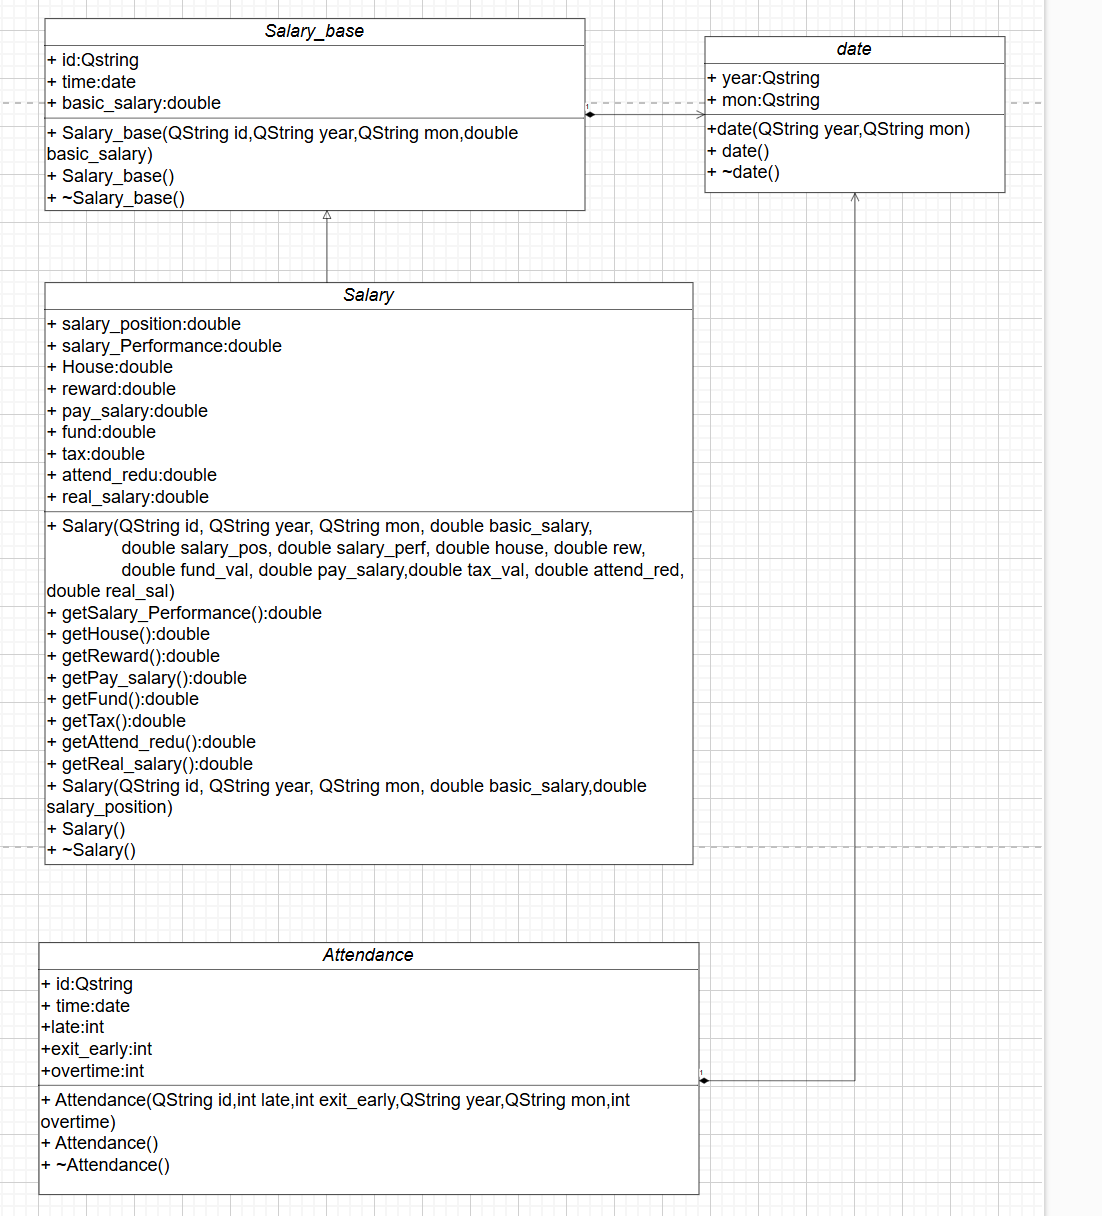 Salary_base
+ id:Qstring
+ time:date
+ basic_salary:double
+ Salary_base(QString id,QString year,QString mon,double
basic_salary)
+ Salary_base()
+ ~Salary_base()
1
date
+ year:Qstring
+ mon:Qstring
+date(QString year,QString mon)
+ date()
+ ~date()
Salary
+ salary_position:double
+ salary_Performance:double
+ House:double
+ reward:double
+ pay_salary:double
+ fund:double
+ tax:double
+ attend_redu:double
+ real_salary:double
+ Salary(QString id, QString year, QString mon, double basic_salary,
double salary_pos, double salary_perf, double house, double rew,
double fund_val, double pay_salary,double tax_val, double attend_red,
double real_sal)
+ getSalary_Performance():double
+ getHouse():double
+ getReward():double
+ getPay_salary():double
+ getFund():double
+ getTax():double
+ getAttend_redu():double
+ getReal_salary():double
+ Salary(QString id, QString year, QString mon, double basic_salary,double
salary_position)
+ Salary()
+ ~Salary()
Attendance
+ id:Qstring
+ time:date
+late:int
+exit_early:int
+overtime:int
+ Attendance(QString id,int late,int exit_early,QString year,QString mon,int
overtime)
+ Attendance()
+ ~Attendance()
1